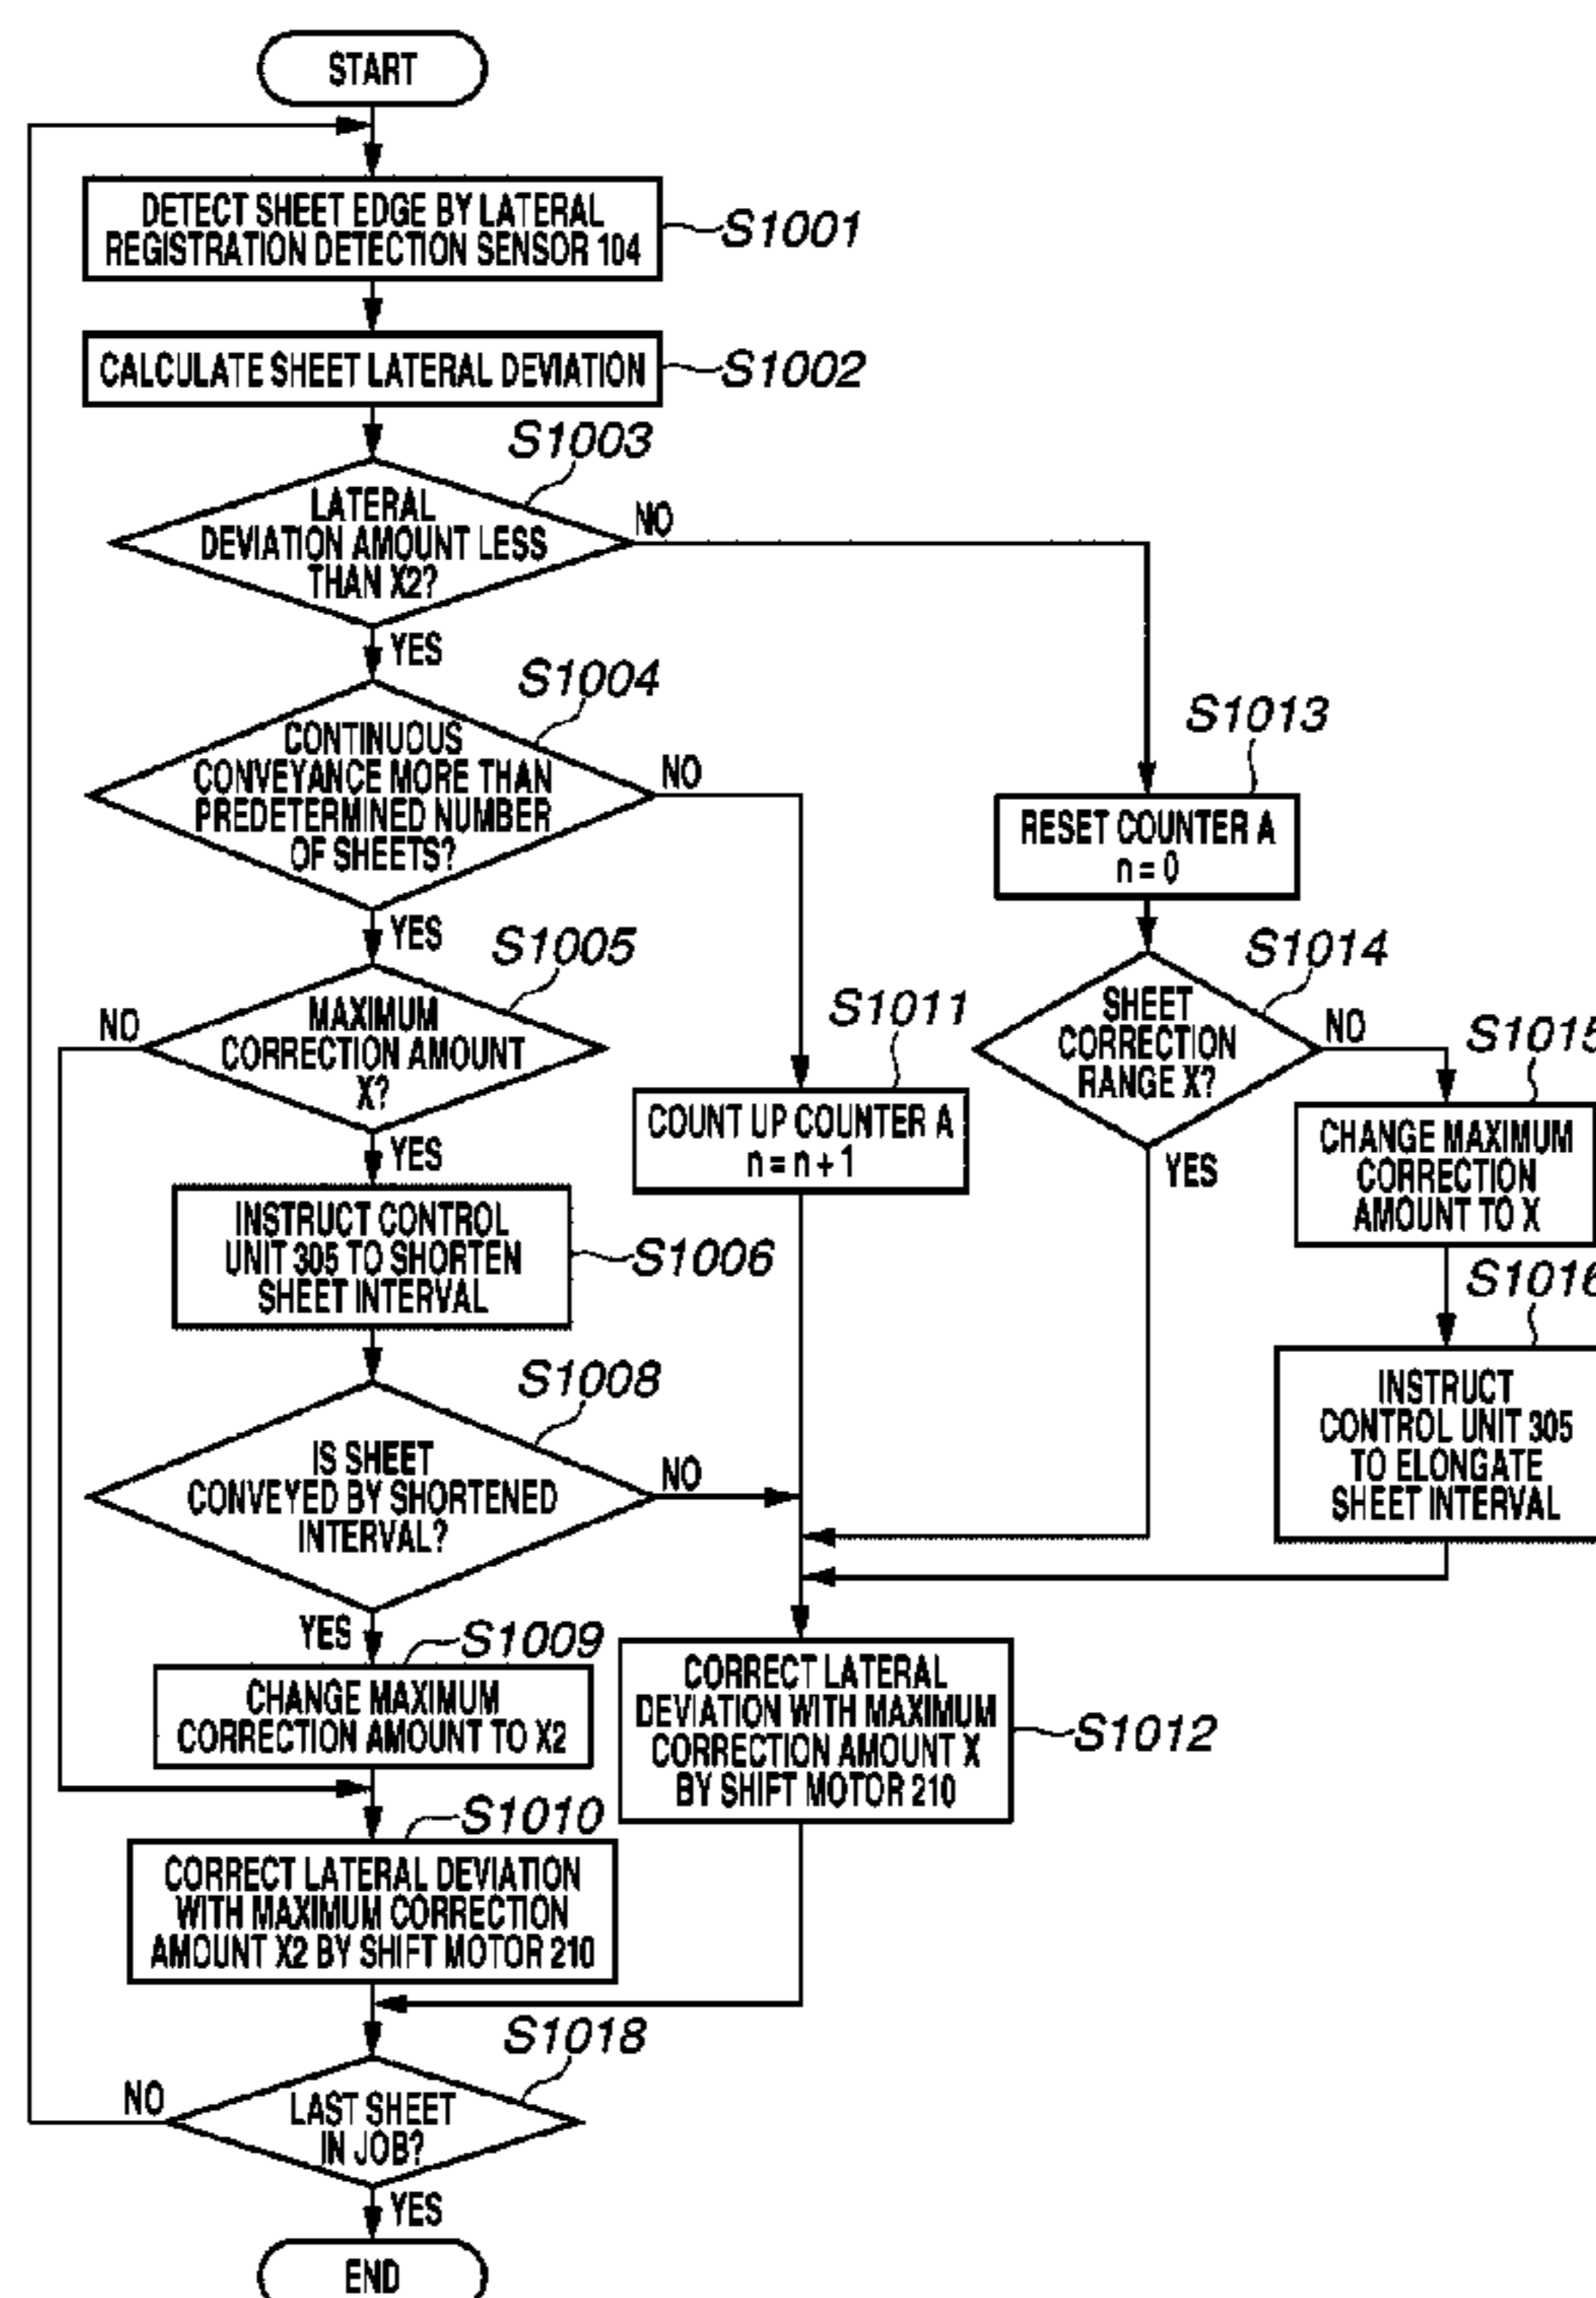 START
DETECT SHEET EDGE BY LATERAL
REGISTRATION DETECTION SENSOR 104
S1001
CALCULATE SHEET LATERAL DEVIATION
S1002
S1003
LATERAL
DEVIATION AMOUNT LESS
THAN X2?
NO
YES
S1004
CONTINUOUS
CONVEYANCE MORE THAN
PREDETERMINED NUMBER
OF SHEETS?
NO
YES
S1013
RESET COUNTER A
n = 0
S1005
MAXIMUM
CORRECTION AMOUNT
X?
NO
YES
S1011
COUNT UP COUNTER A
n = n + 1
S1014
SHEET
CORRECTION
RANGE X?
NO
YES
S1015
CHANGE MAXIMUM
CORRECTION
AMOUNT TO X
S1006
INSTRUCT CONTROL
UNIT 305 TO SHORTEN
SHEET INTERVAL
S1016
INSTRUCT
CONTROL UNIT 305
TO ELONGATE
SHEET INTERVAL
S1008
IS SHEET
CONVEYED BY SHORTENED
INTERVAL?
NO
YES
S1009
CHANGE MAXIMUM
CORRECTION AMOUNT TO X2
CORRECT LATERAL
DEVIATION WITH MAXIMUM
CORRECTION AMOUNT X
BY SHIFT MOTOR 210
S1012
S1010
CORRECT LATERAL DEVIATION
WITH MAXIMUM CORRECTION
AMOUNT X2 BY SHIFT MOTOR 210
S1018
LAST SHEET
IN JOB?
NO
YES
END